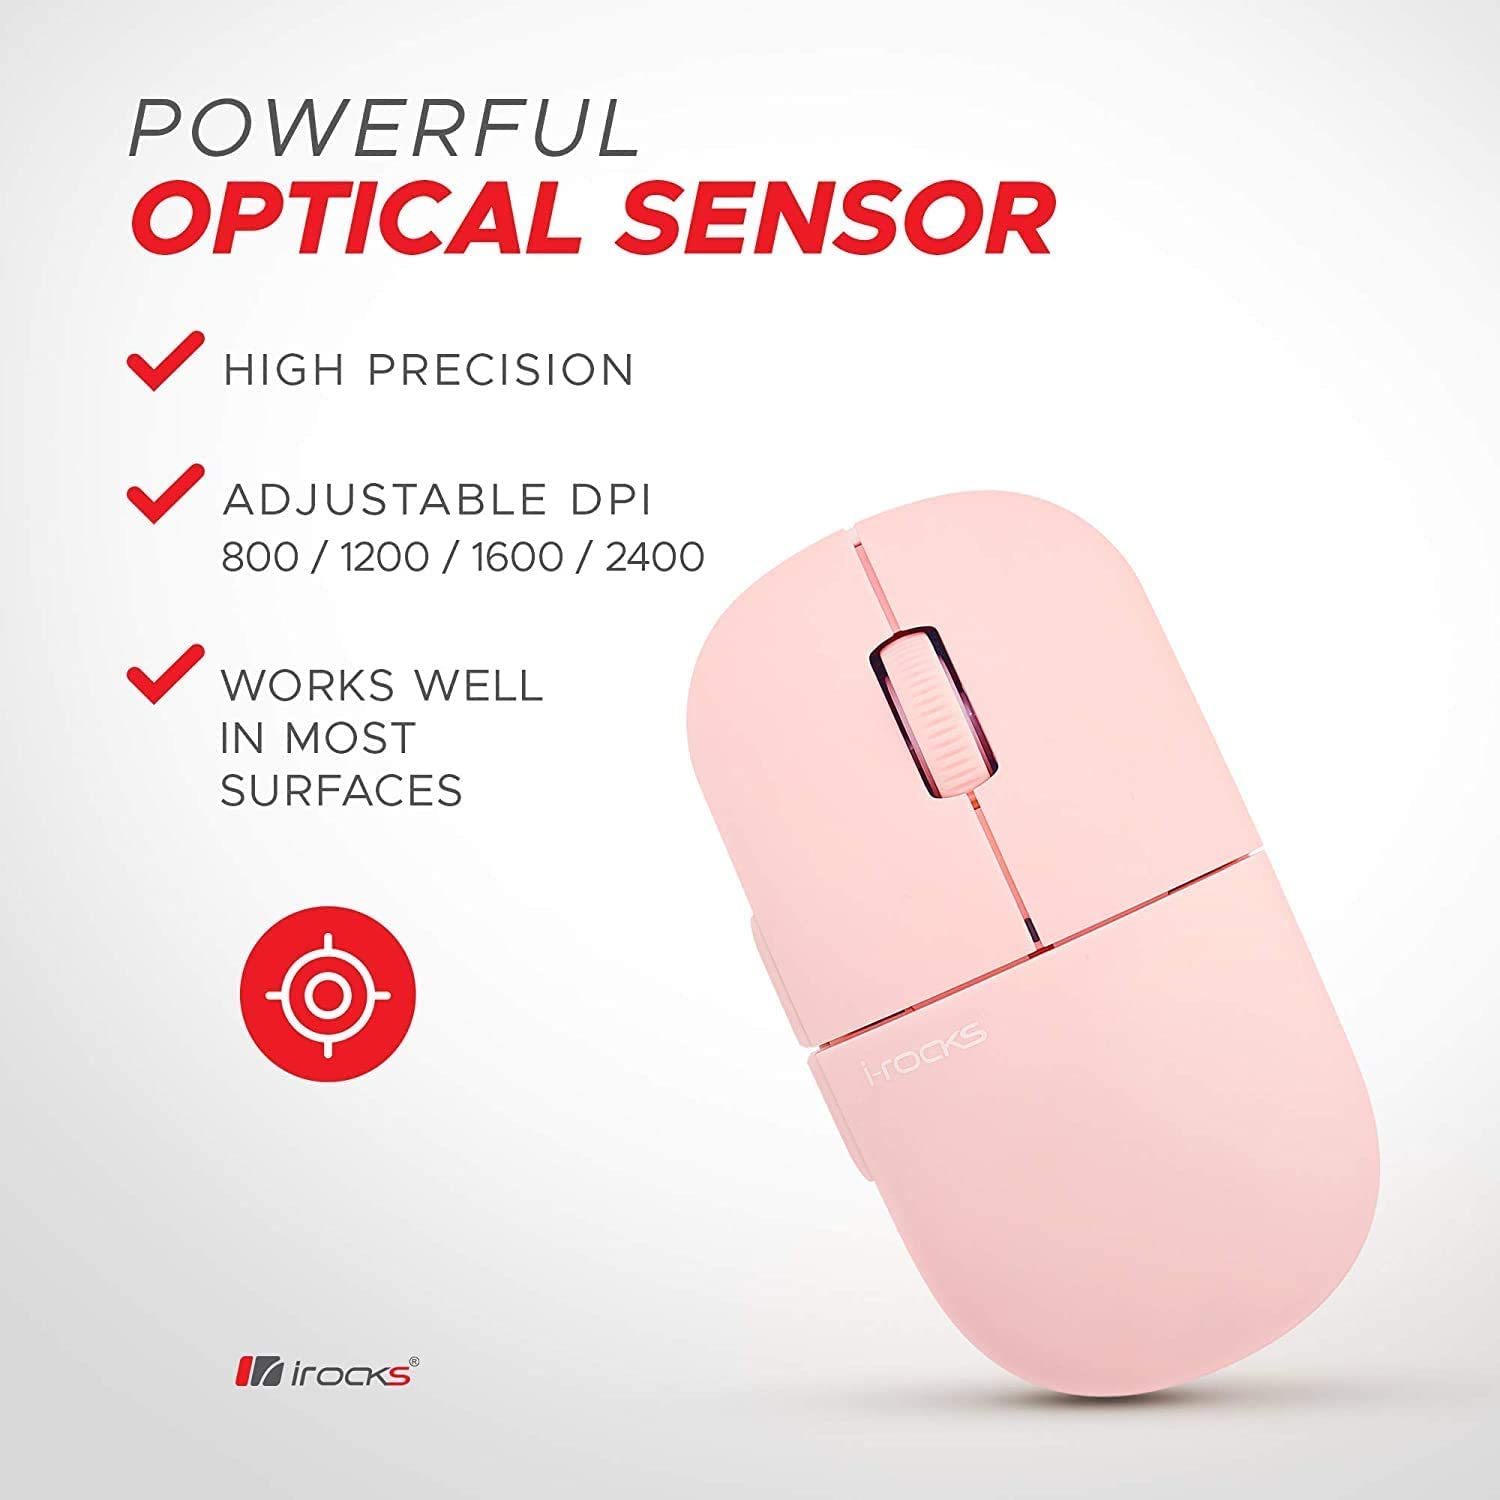 POWERFUL
OPTICAL SENSOR
HIGH PRECISION
ADJUSTABLE DPI
800 / 1200 / 1600 / 2400
WORKS WELL
IN MOST
SURFACES
i-rocks
irocks®